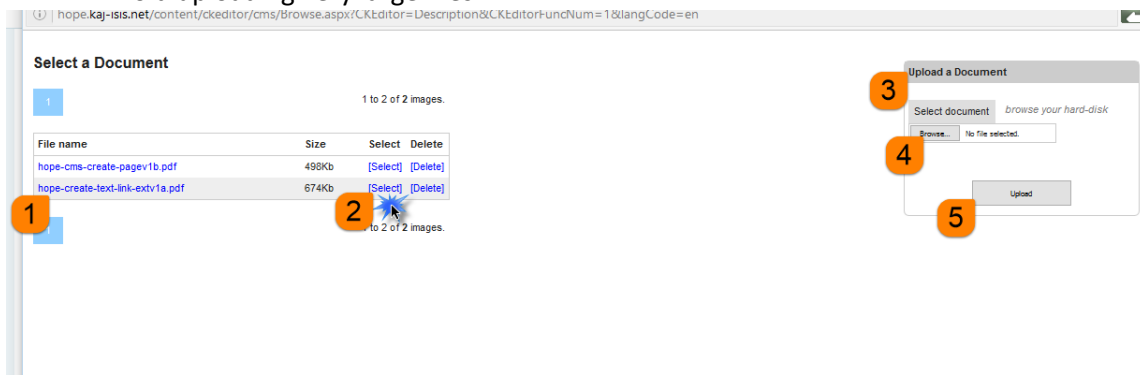 hope.kaj-isis.net/content/ckeditor/cms/Browse.aspx?CKEditor=Description&CKEditorFuncNum=1&langCode=en
Select a Document
1
1 to 2 of 2 images.
File name Size Select Delete
hope-cms-create-pagev1b.pdf 498Kb [Select] [Delete]
hope-create-text-link-extv1a.pdf 674Kb [Select] [Delete]
1
2
1
to 2 of 2 images.
Upload a Document
3
Select document browse your hard-disk
Browse... No file selected.
4
Upload
5